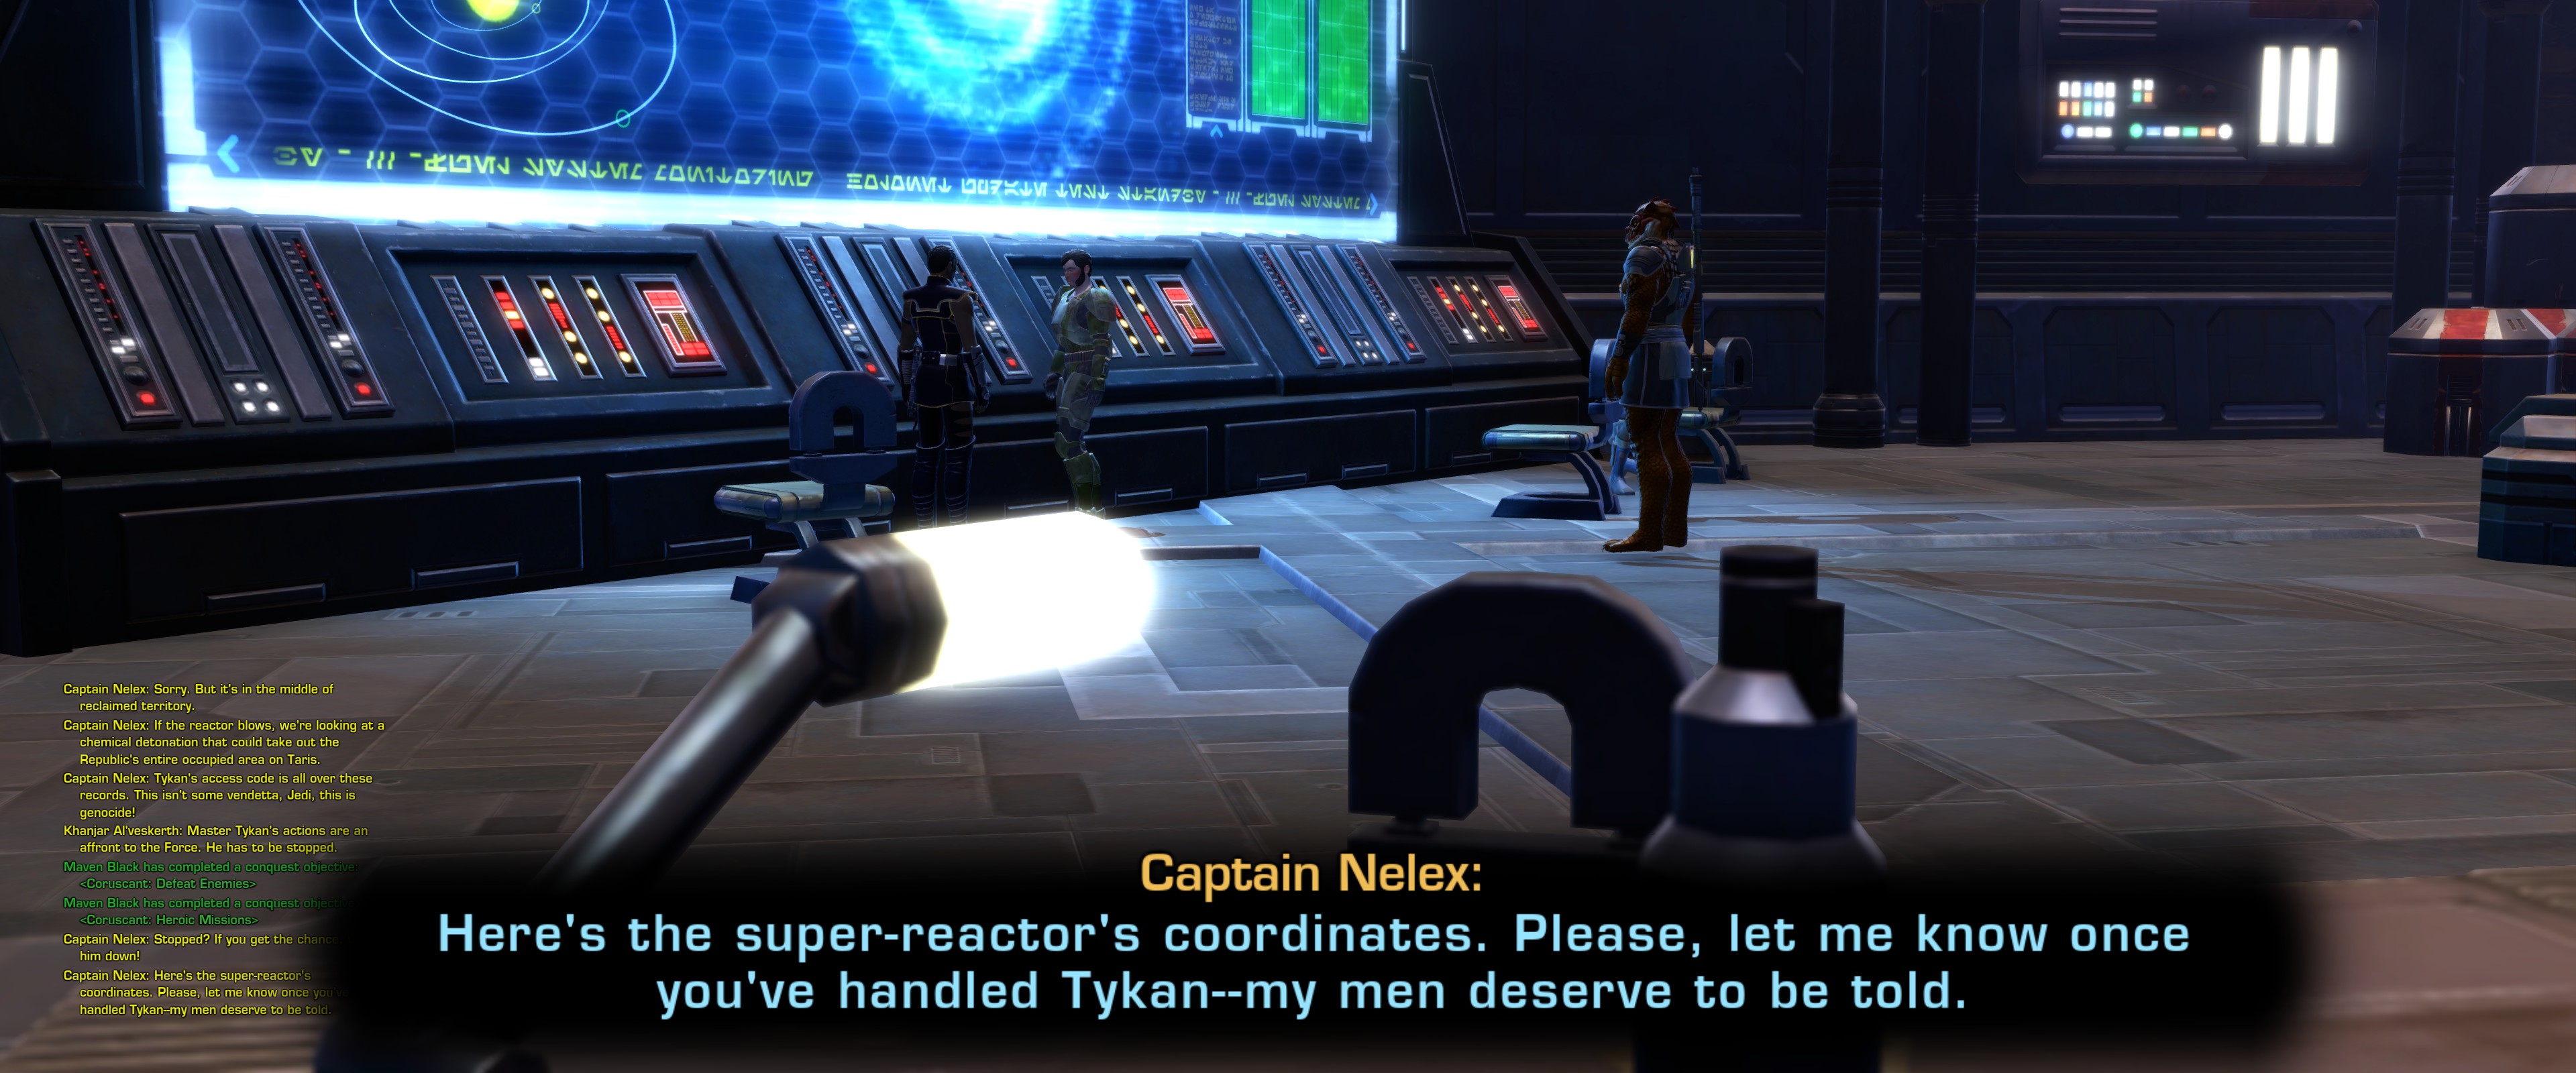 Captain Nelex: Sorry. But it's in the middle of
reclaimed territory.
Captain Nelex: If the reactor blows, we're looking at a
chemical detonation that could take out the
Republic's entire occupied area on Taris.
Captain Nelex: Tykan's access code is all over these
records. This isn't some vendetta, Jedi, this is
genocide!
Khanjar Al'veskerth: Master Tykan's actions are an
affront to the Force. He has to be stopped.
Maven Black has completed a conquest objective
<Coruscant: Defeat Enemies>
Maven Black has completed a conquest
<Coruscant: Heroic Missions>
Captain Nelex: Stopped? If you get the chance
him down!
Captain Nelex: Here's the super-reactor's
coordinates. Please, let me know once you've
handled Tykan--my men deserve to be told.
Captain Nelex:
Here's the super-reactor's coordinates. Please, let me know once
you've handled Tykan--my men deserve to be told.